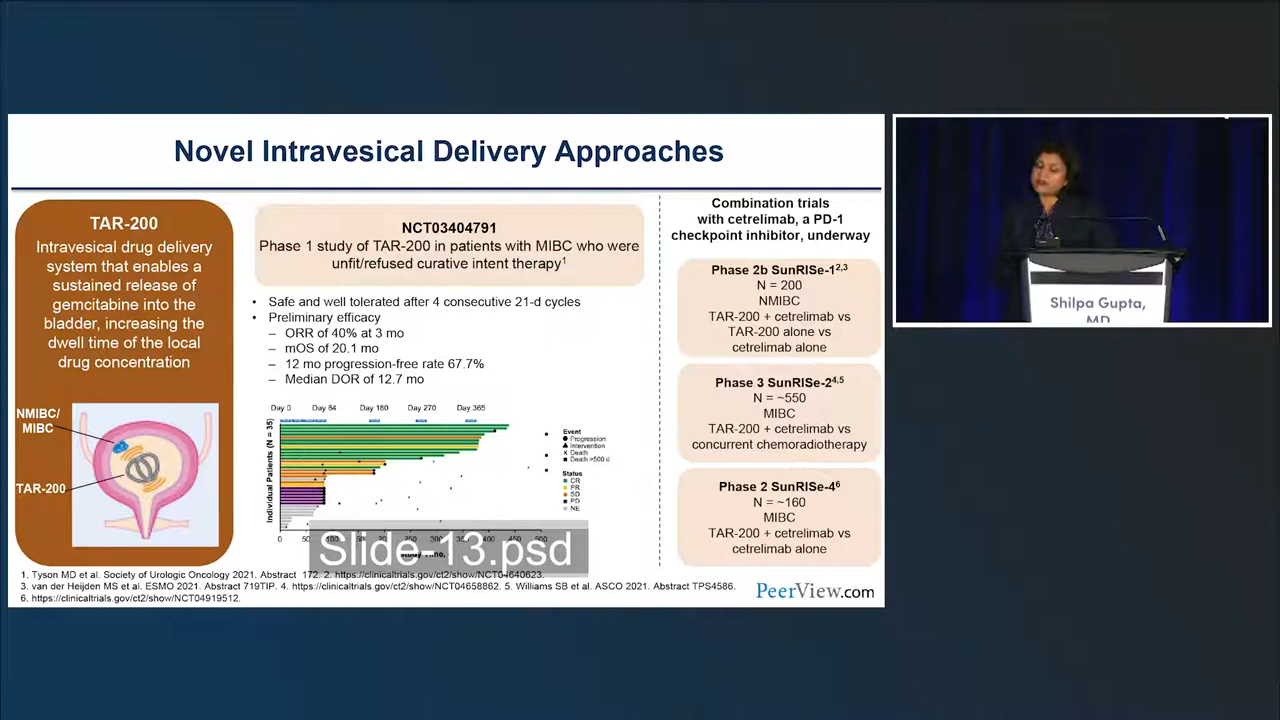 Novel Intravesical Delivery Approaches
TAR-200
Intravesical drug delivery
system that enables a
sustained release of
gemcitabine into the
bladder, increasing the
dwell time of the local
drug concentration
NMIBC/
MIBC
TAR-200
NCT03404791
Phase 1 study of TAR-200 in patients with MIBC who were
unfit/refused curative intent therapy1
• Safe and well tolerated after 4 consecutive 21-d cycles
• Preliminary efficacy
– ORR of 40% at 3 mo
– mOS of 20.1 mo
– 12 mo progression-free rate 67.7%
– Median DOR of 12.7 mo
Day 0 Day 84 Day 180 Day 270 Day 365
Individual Patients (N = 35)
Event
Progression
Intervention
Death
Death >500 d
Status
CR
PR
SD
PD
NE
Slide-13.psd
Combination trials
with cetrelimab, a PD-1
checkpoint inhibitor, underway
Phase 2b SunRISe-12,3
N = 200
NMIBC
TAR-200 + cetrelimab vs
TAR-200 alone vs
cetrelimab alone
Phase 3 SunRISe-24,5
N = ~550
MIBC
TAR-200 + cetrelimab vs
concurrent chemoradiotherapy
Phase 2 SunRISe-46
N = ~160
MIBC
TAR-200 + cetrelimab vs
cetrelimab alone
1. Tyson MD et al. Society of Urologic Oncology 2021. Abstract 172. 2. https://clinicaltrials.gov/ct2/show/NCT04640623.
3. van der Heijden MS et al. ESMO 2021. Abstract 719TIP. 4. https://clinicaltrials.gov/ct2/show/NCT04658862. 5. Williams SB et al. ASCO 2021. Abstract TPS4586.
6. https://clinicaltrials.gov/ct2/show/NCT04919512.
PeerView.com
Shilpa Gupta,
MD